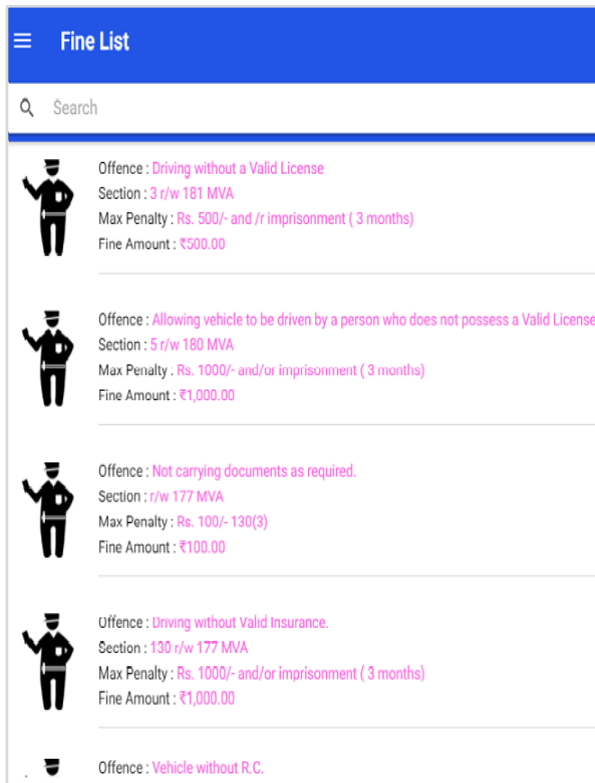 Fine List
Search
Offence : Driving without a Valid License
Section : 3 r/w 181 MVA
Max Penalty : Rs. 500/- and /r imprisonment ( 3 months)
Fine Amount : ₹500.00
Offence : Allowing vehicle to be driven by a person who does not possess a Valid License
Section : 5 r/w 180 MVA
Max Penalty : Rs. 1000/- and/or imprisonment ( 3 months)
Fine Amount : ₹1,000.00
Offence : Not carrying documents as required.
Section : r/w 177 MVA
Max Penalty : Rs. 100/- 130(3)
Fine Amount : ₹100.00
Offence : Driving without Valid Insurance.
Section : 130 r/w 177 MVA
Max Penalty : Rs. 1000/- and/or imprisonment ( 3 months)
Fine Amount : ₹1,000.00
Offence : Vehicle without R.C.